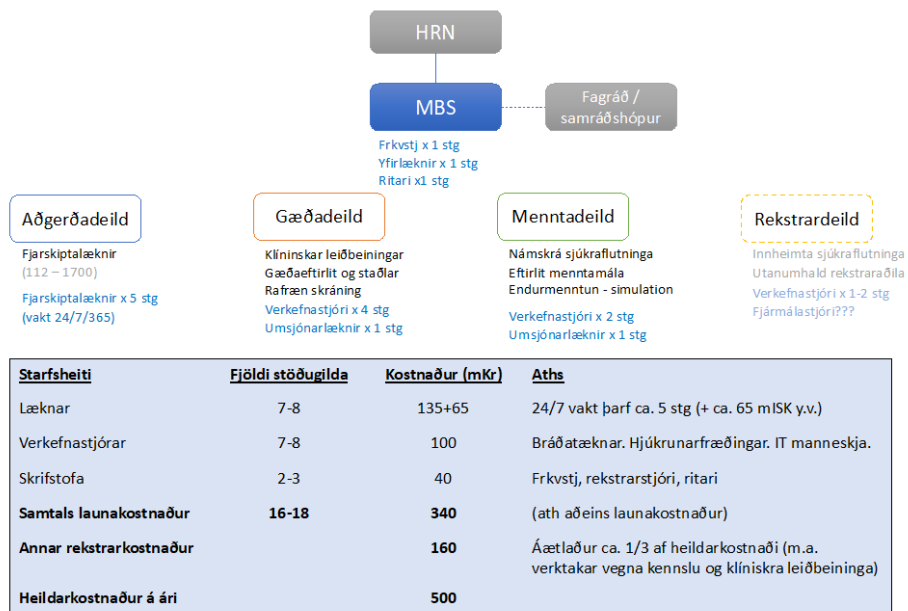 HRN
MBS
Fagráð /
samráðshópur
Frkvstj x 1 stg
Yfirlæknir x 1 stg
Ritari x1 stg
Aðgerðadeild
Fjarskiptalæknir
(112 – 1700)
Fjarskiptalæknir x 5 stg
(vakt 24/7/365)
Gæðadeild
Klíninskar leiðbeiningar
Gæðaeftirlit og staðlar
Rafræn skráning
Verkefnastjóri x 4 stg
Umsjónarlæknir x 1 stg
Menntadeild
Námskrá sjúkraflutninga
Eftirlit menntamála
Endurmenntun - simulation
Verkefnastjóri x 2 stg
Umsjónarlæknir x 1 stg
Rekstrardeild
Innheimta sjúkraflutninga
Utanumhald rekstraraðila
Verkefnastjóri x 1-2 stg
Fjármálastjóri???
Starfsheiti Fjöldi stöðugilda Kostnaður (mKr) Aths
Læknar 7-8 135+65 24/7 vakt þarf ca. 5 stg (+ ca. 65 mISK y.v.)
Verkefnastjórar 7-8 100 Bráðatæknar. Hjúkrunarfræðingar. IT manneskja.
Skrifstofa 2-3 40 Frkvstj, rekstrarstjóri, ritari
Samtals launakostnaður 16-18 340 (ath aðeins launakostnaður)
Annar rekstrarkostnaður 160 Áætlaður ca. 1/3 af heildarkostnaði (m.a.
verktakar vegna kennslu og klíniskra leiðbeininga)
Heildarkostnaður á ári 500